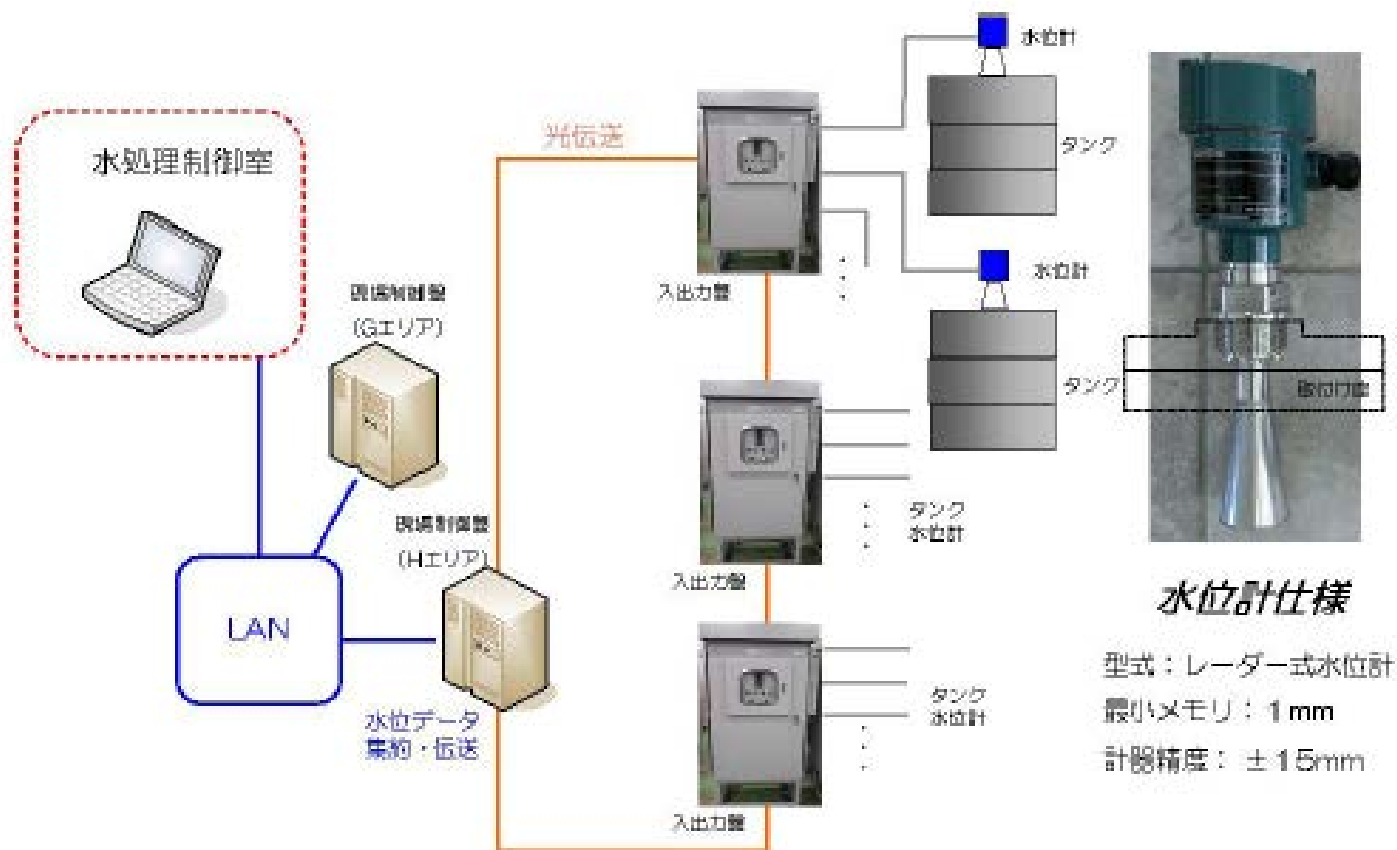 水処理制御室
光伝送
水位計
タンク
入出力盤
現場制御盤
(Gエリア)
水位計
タンク
取付け座
現場制御盤
(Hエリア)
タンク
水位計
入出力盤
LAN
水位データ
集約・伝送
タンク
水位計
入出力盤
水位計仕様
型式：レーダー式水位計
最小メモリ：1mm
計器精度：±15mm